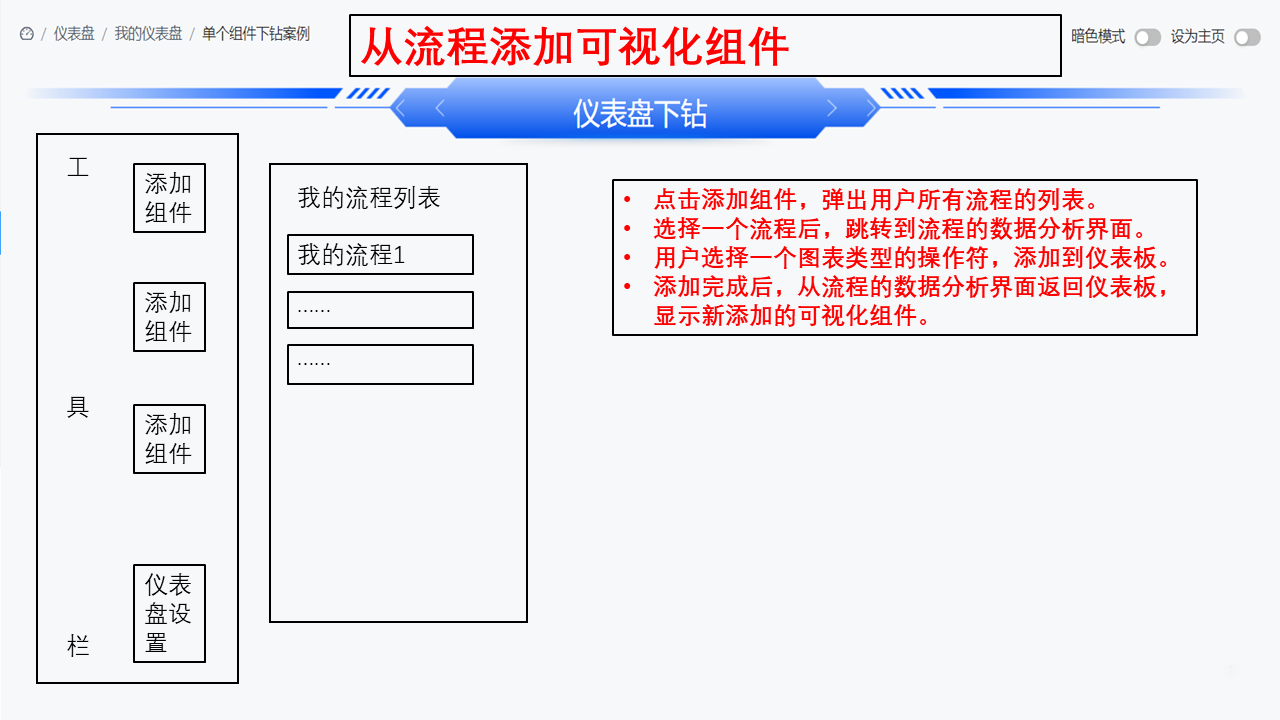 / 仪表盘 / 我的仪表盘 / 单个组件下钻案例
从流程添加可视化组件
暗色模式
设为主页
仪表盘下钻
工
具
栏
添加
组件
添加
组件
添加
组件
仪表
盘设
置
我的流程列表
我的流程1
……
……
• 点击添加组件，弹出用户所有流程的列表。
• 选择一个流程后，跳转到流程的数据分析界面。
• 用户选择一个图表类型的操作符，添加到仪表板。
• 添加完成后，从流程的数据分析界面返回仪表板，
显示新添加的可视化组件。